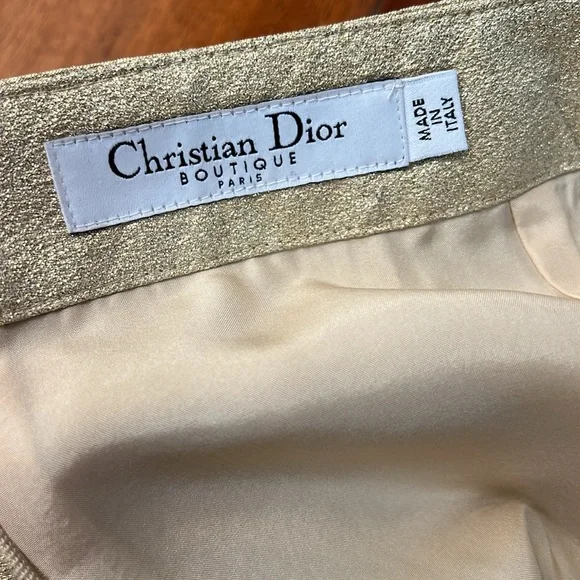 Christian Dior
BOUTIQUE
PARIS
MADE
IN
ITALY